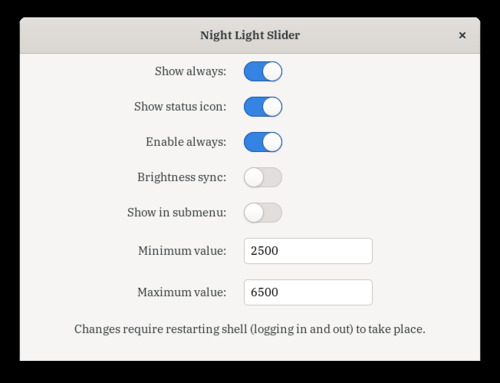 Night Light Slider
Show always:
Show status icon:
Enable always:
Brightness sync:
Show in submenu:
Minimum value: 2500
Maximum value: 6500
Changes require restarting shell (logging in and out) to take place.